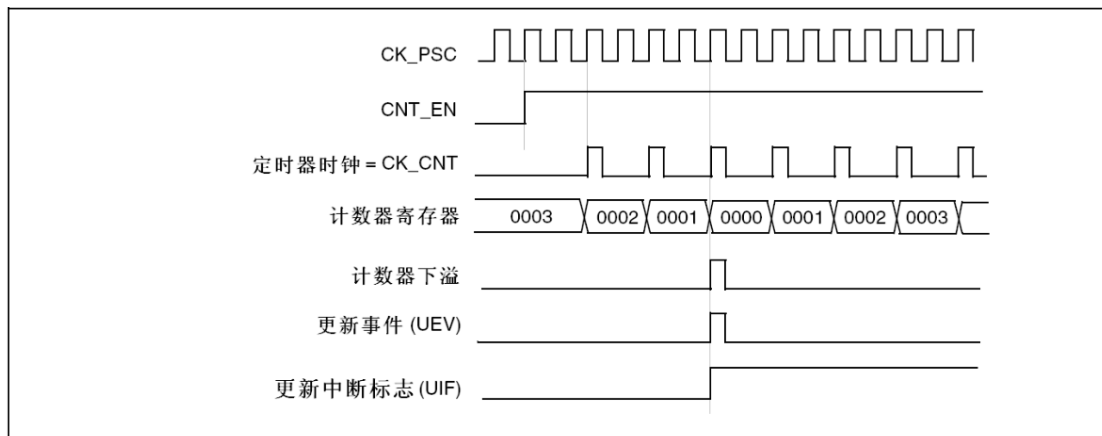 CK_PSC
CNT_EN
定时器时钟 = CK_CNT
计数器寄存器 0003 0002 0001 0000 0001 0002 0003
计数器下溢
更新事件 (UEV)
更新中断标志 (UIF)